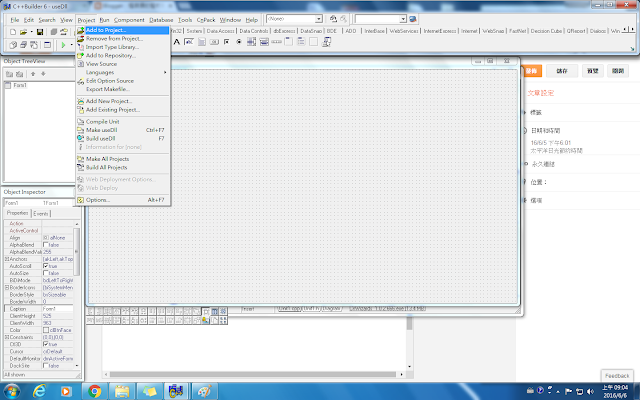 C++Builder 6 - useDll
File Edit Search View Project Run Component Database Tools CnPack Window Help
(None)
Add to Project...
Remove from Project...
Import Type Library...
Add to Repository...
View Source
Languages
Edit Option Source
Export Makefile...
Add New Project...
Add Existing Project...
Compile Unit
Make useDll Ctrl+F7
Build useDll F7
Information for [none]
Make All Projects
Build All Projects
Web Deployment Options...
Web Deploy
Options... Alt+F7
System Data Access Data Controls dbExpress DataSnap BDE ADO InterBase WebServices InternetExpress Internet WebSnap FastNet Decision Cube QReport Dialogs
Object TreeView
Form1
Object Inspector
Form1 TForm1
Properties Events
Action
ActiveControl
Align alNone
AlphaBlend false
AlphaBlendValu 255
Anchors [akLeft,akTop
AutoScroll true
AutoSize false
BiDiMode bdLeftToRight
BorderIcons [biSystemMen
BorderStyle bsSizeable
BorderWidth 0
Caption Form1
ClientHeight 525
ClientWidth 963
Color clBtnFace
Constraints
Ctl3D true
Cursor crDefault
DefaultMonitor dmActiveForm
DockSite false
All shown
儲存
預覽
關閉
文章設定
標籤
日期和時間
16/6/5 下午6:01
太平洋日光節約時間
永久連結
位置
選項
Feedback
上午 09:04
2016/6/6